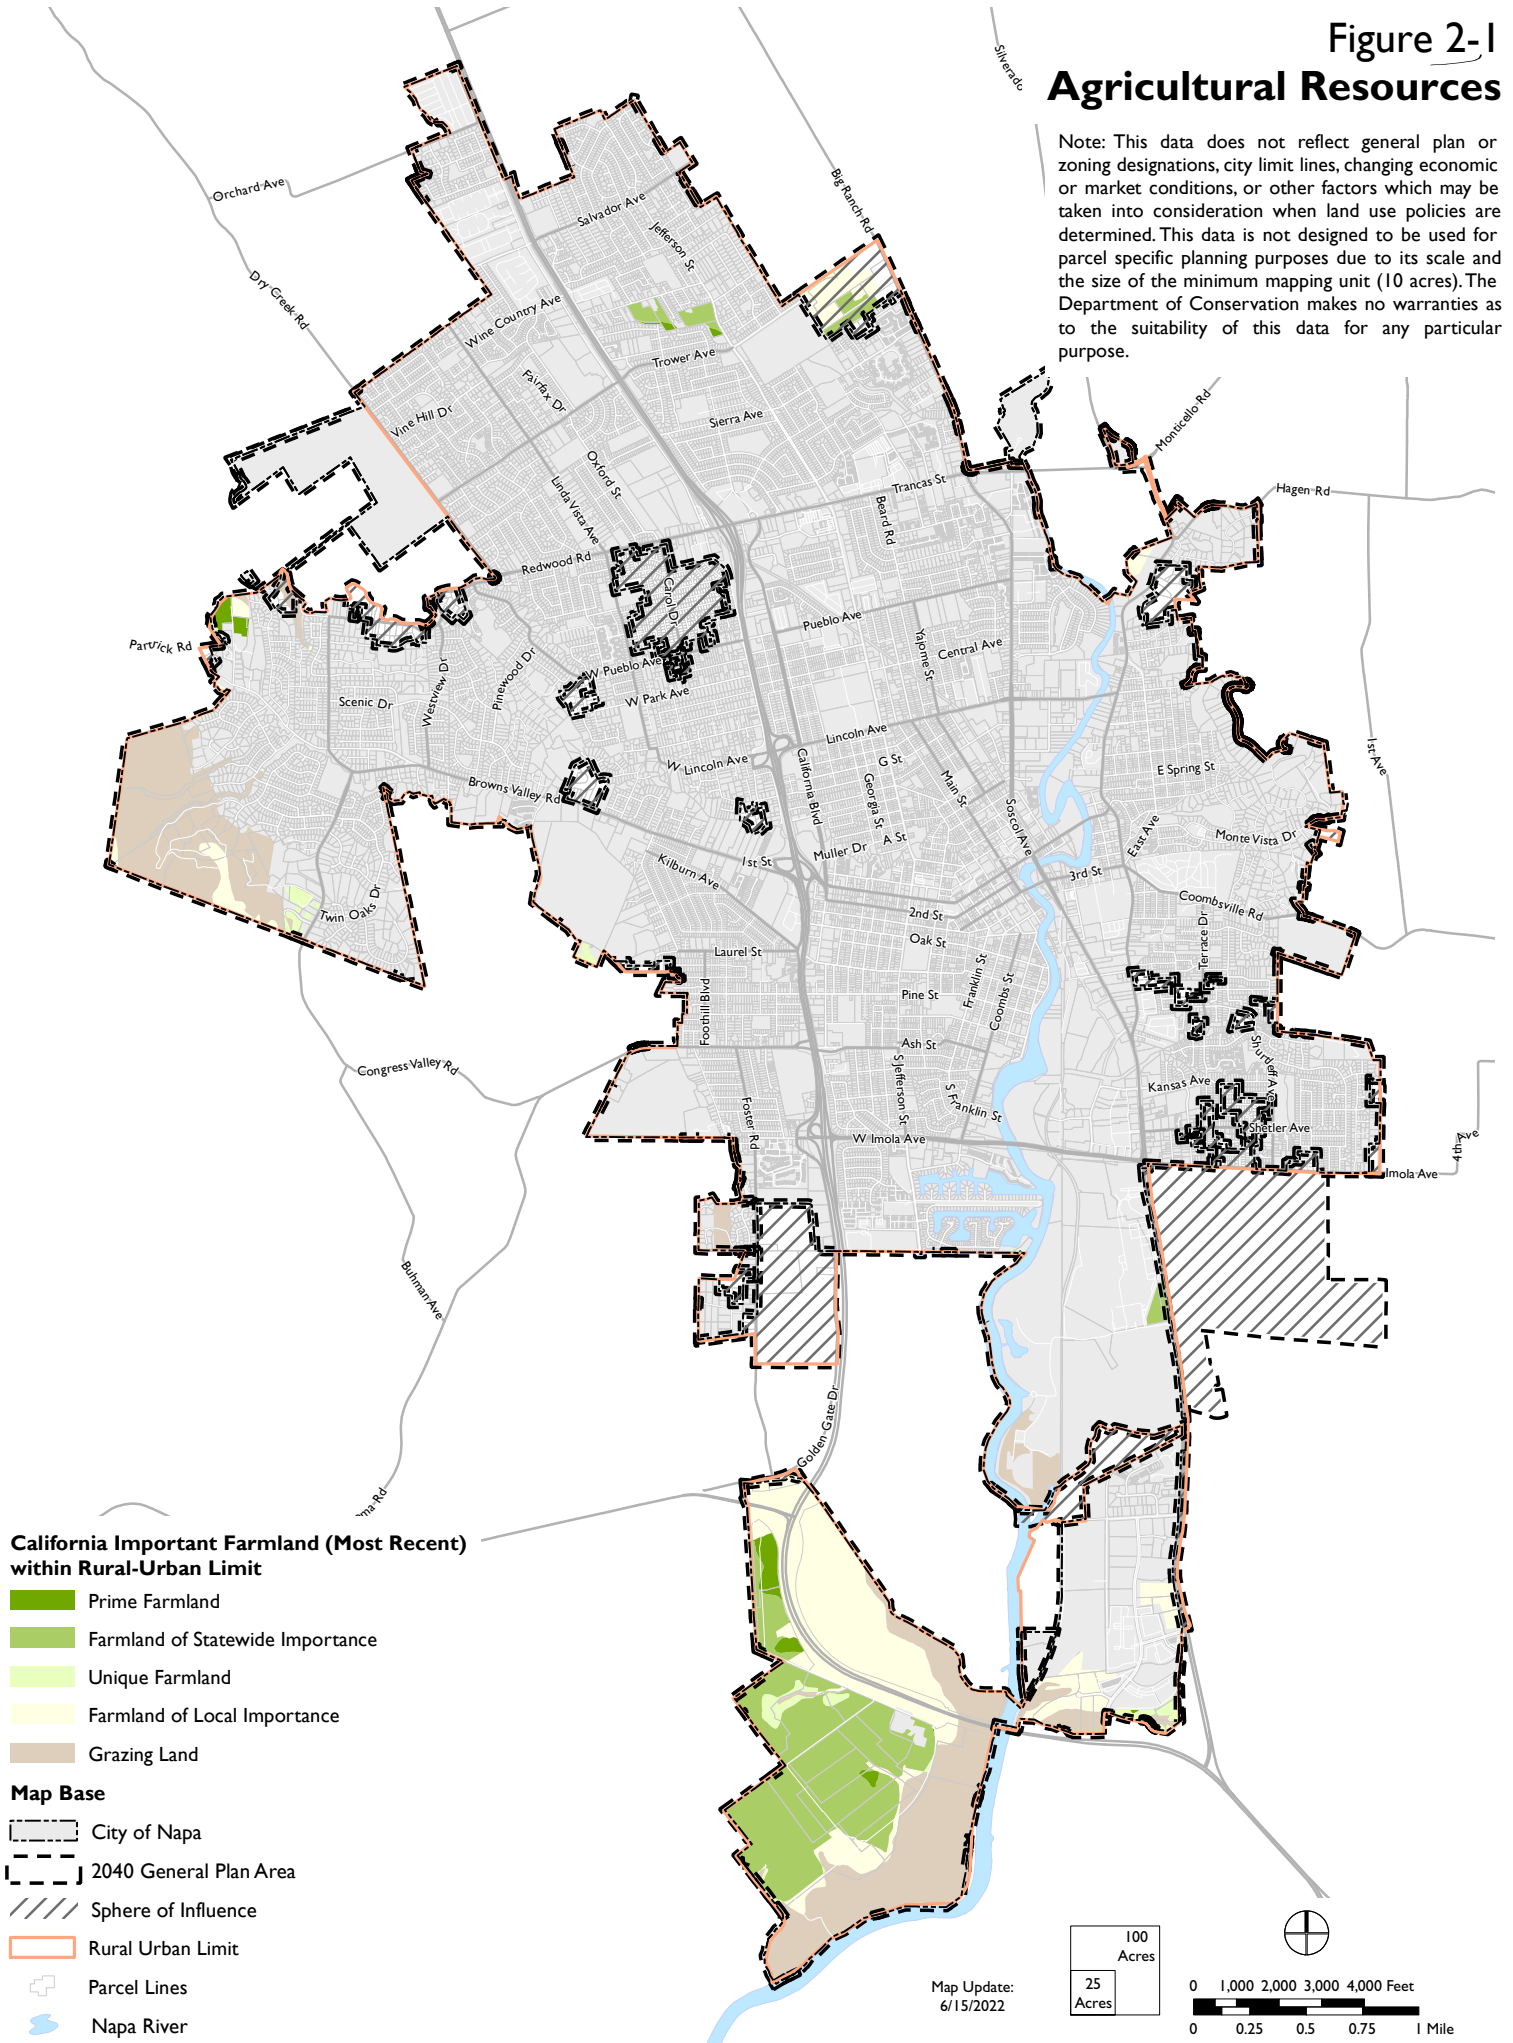 Figure 2-1
Agricultural Resources
Note: This data does not reflect general plan or
zoning designations, city limit lines, changing economic
or market conditions, or other factors which may be
taken into consideration when land use policies are
determined. This data is not designed to be used for
parcel specific planning purposes due to its scale and
the size of the minimum mapping unit (10 acres). The
Department of Conservation makes no warranties as
to the suitability of this data for any particular
purpose.
Silverado
Big Ranch Rd
Orchard Ave
Salvador Ave
Jefferson St
Dry Creek Rd
Wine Country Ave
Trower Ave
Fairfax Dr
Vine Hill Dr
Sierra Ave
Monticello Rd
Oxford St
Linda Vista Ave
Trancas St
Beard Rd
Hagen Rd
Redwood Rd
Carol Dr
Pueblo Ave
Yajome St
Central Ave
Partrick Rd
W Pueblo Ave
W Park Ave
Scenic Dr
Westview Dr
Pinewood Dr
Lincoln Ave
W Lincoln Ave
California Blvd
G St
Georgia St
Main St
E Spring St
1st Ave
Browns Valley Rd
Soscol Ave
East Ave
Monte Vista Dr
Muller Dr
A St
1st St
Kilburn Ave
3rd St
Twin Oaks Dr
2nd St
Coombsville Rd
Terrace Dr
Oak St
Laurel St
Franklin St
Coombs St
Pine St
Foothill Blvd
Ash St
Shurtleff Ave
Congress Valley Rd
S Jefferson St
Kansas Ave
S Franklin St
Foster Rd
W Imola Ave
Shetler Ave
4th Ave
Imola Ave
Buhman Ave
Golden Gate Dr
ma Rd
California Important Farmland (Most Recent)
within Rural-Urban Limit
Prime Farmland
Farmland of Statewide Importance
Unique Farmland
Farmland of Local Importance
Grazing Land
Map Base
City of Napa
2040 General Plan Area
Sphere of Influence
Rural Urban Limit
Parcel Lines
Napa River
Map Update:
6/15/2022
100
Acres
25
Acres
0 1,000 2,000 3,000 4,000 Feet
0 0.25 0.5 0.75 1 Mile